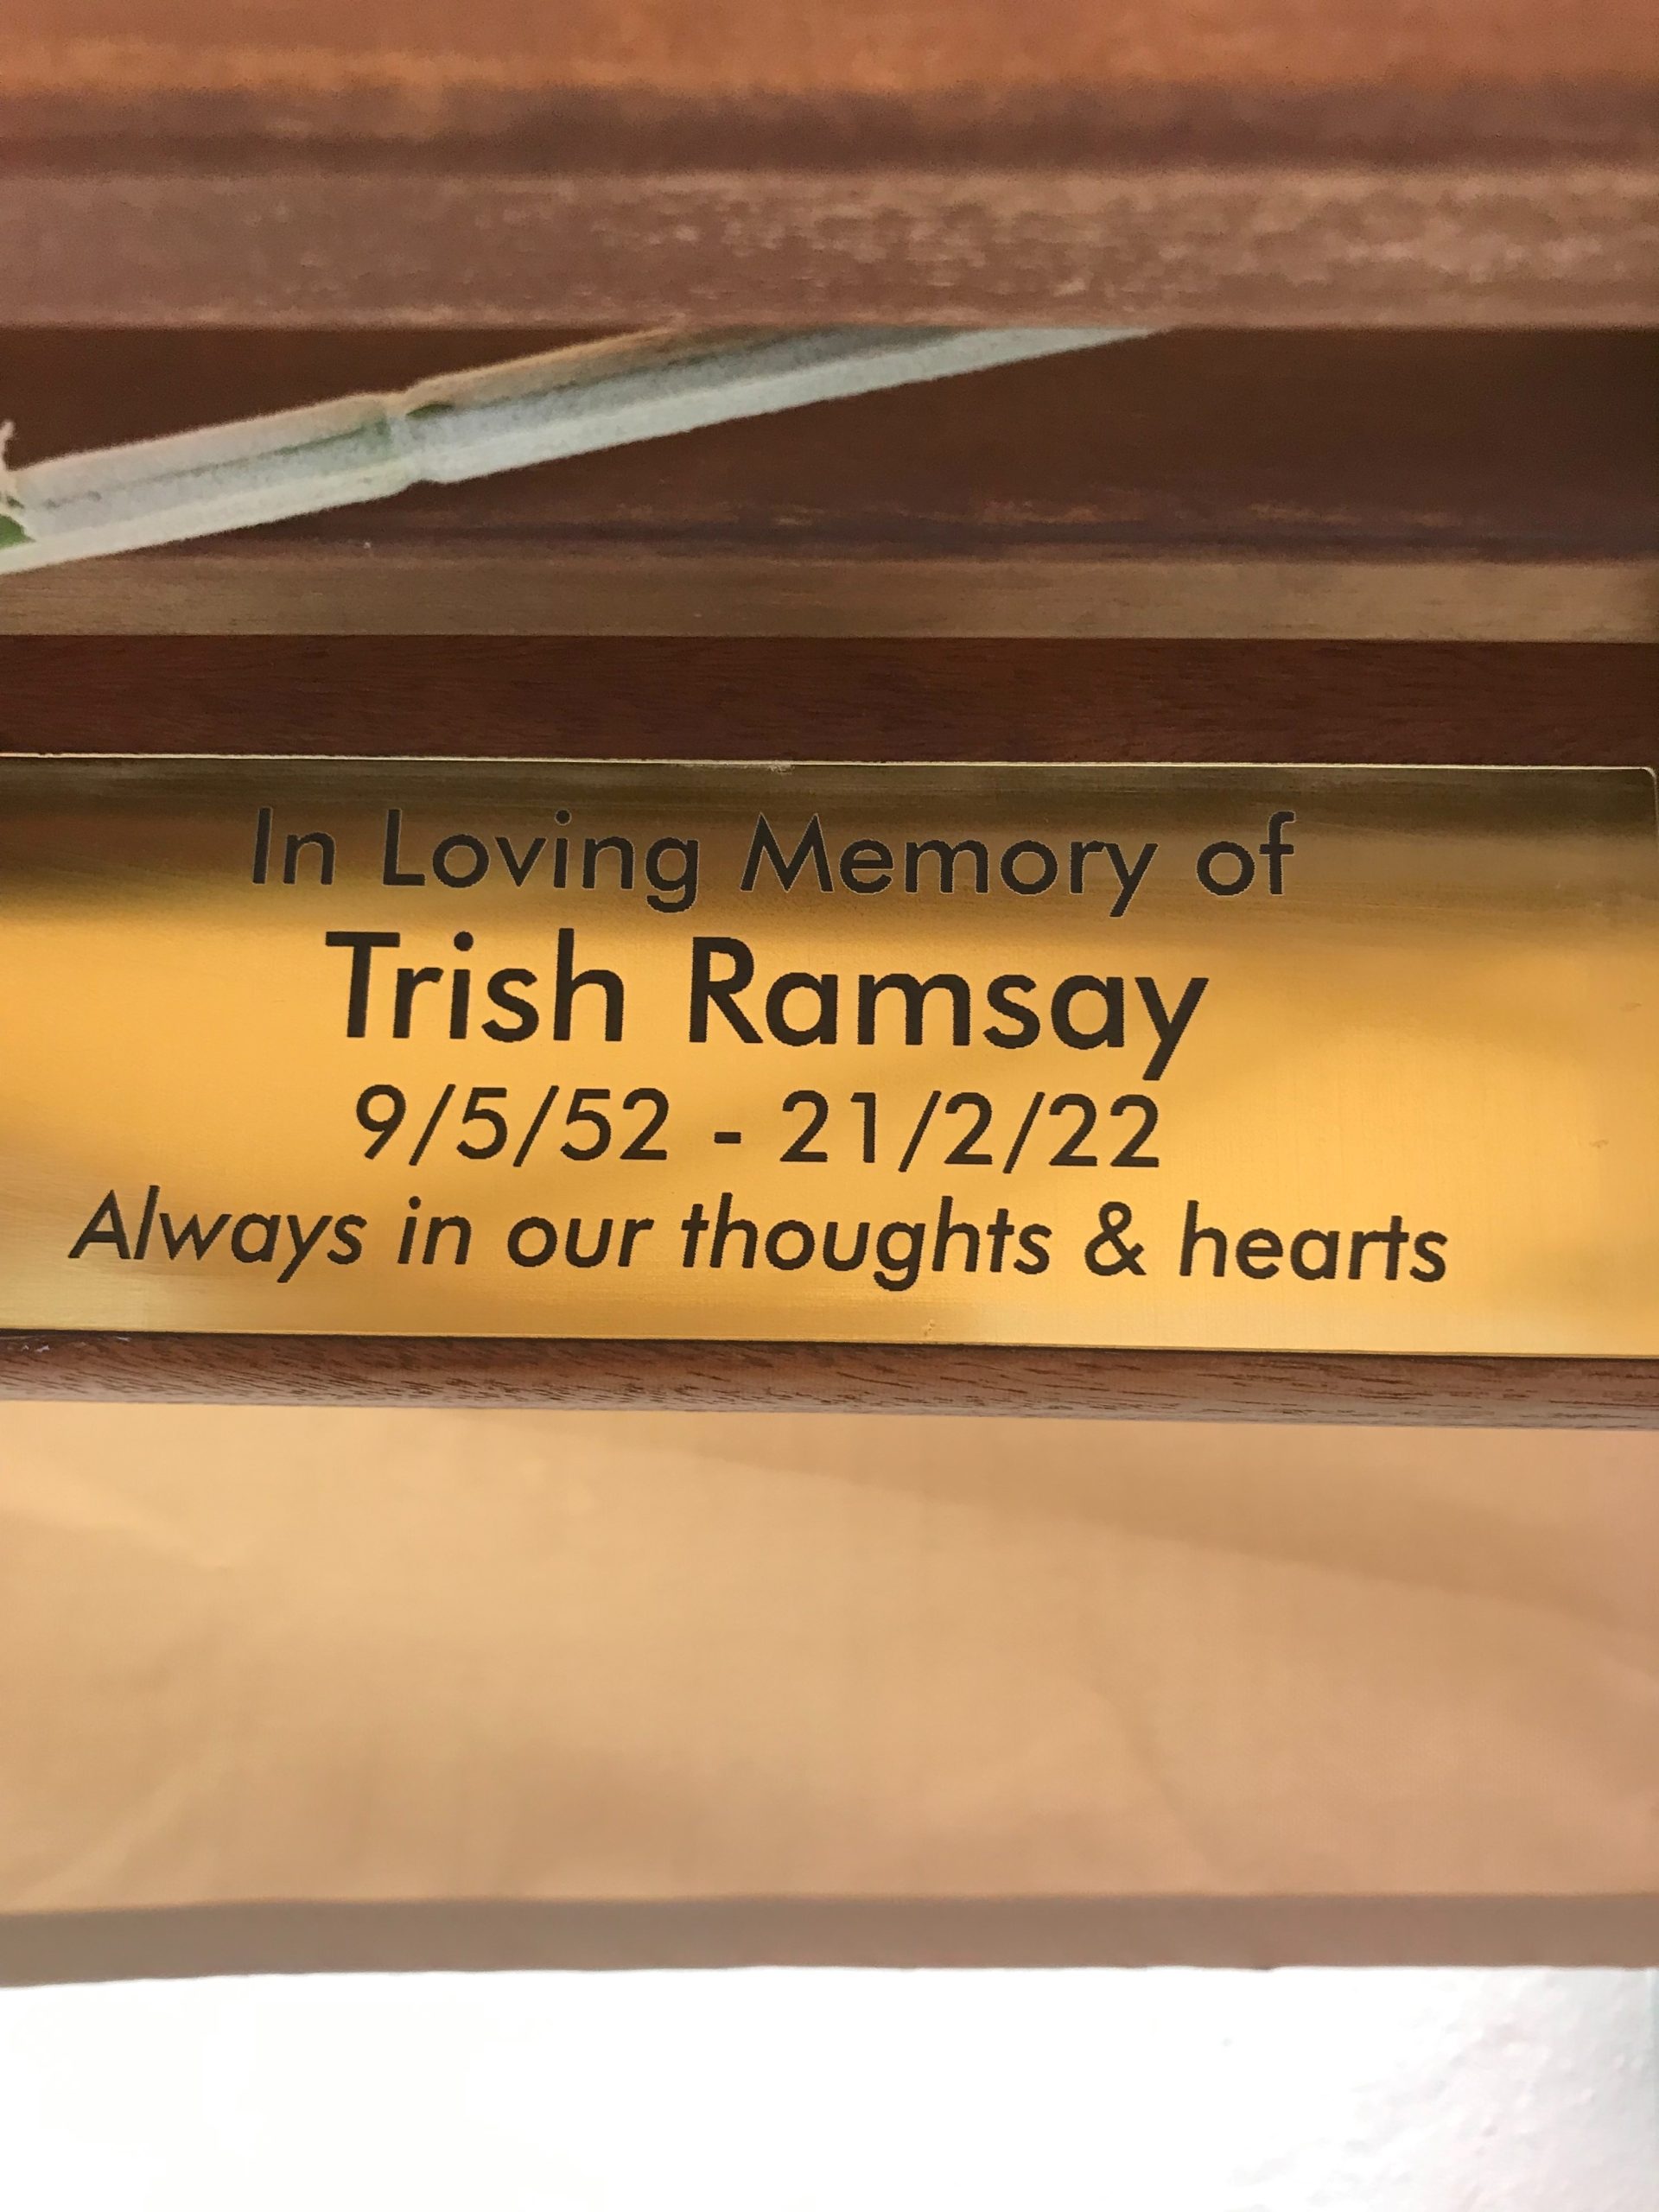 In Loving Memory of
Trish Ramsay
9/5/52 - 21/2/22
Always in our thoughts & hearts